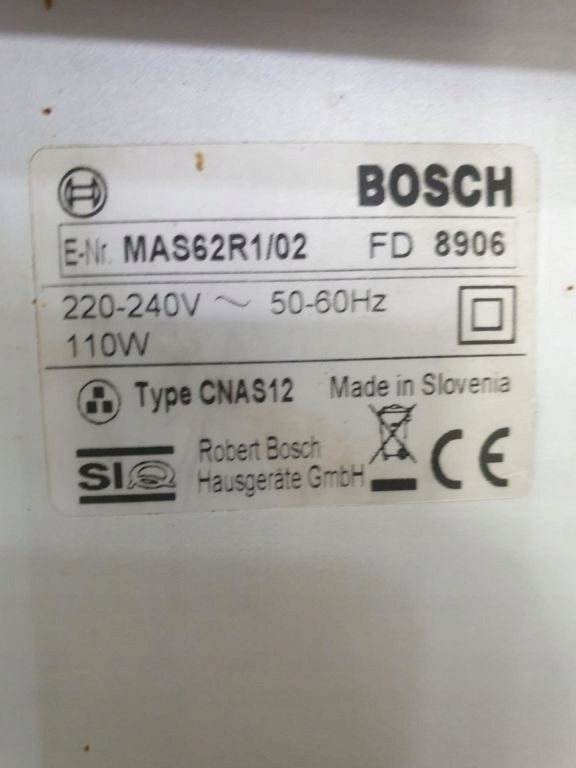 BOSCH
E-Nr. MAS62R1/02 FD 8906
220-240V ~ 50-60Hz
110W
Type CNAS12 Made in Slovenia
SIQ
Robert Bosch
Hausgeräte GmbH
CE